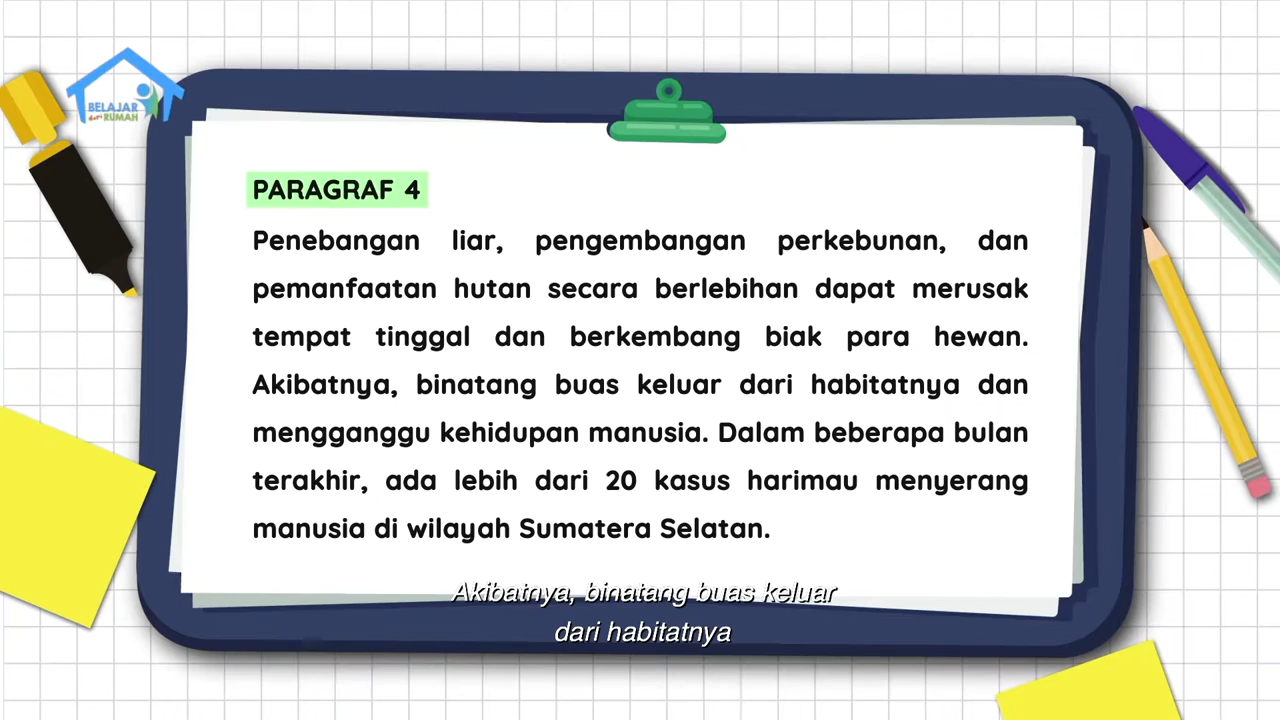 BELAJAR
dari RUMAH
PARAGRAF 4
Penebangan liar, pengembangan perkebunan, dan
pemanfaatan hutan secara berlebihan dapat merusak
tempat tinggal dan berkembang biak para hewan.
Akibatnya, binatang buas keluar dari habitatnya dan
mengganggu kehidupan manusia. Dalam beberapa bulan
terakhir, ada lebih dari 20 kasus harimau menyerang
manusia di wilayah Sumatera Selatan.
Akibatnya, binatang buas keluar
dari habitatnya